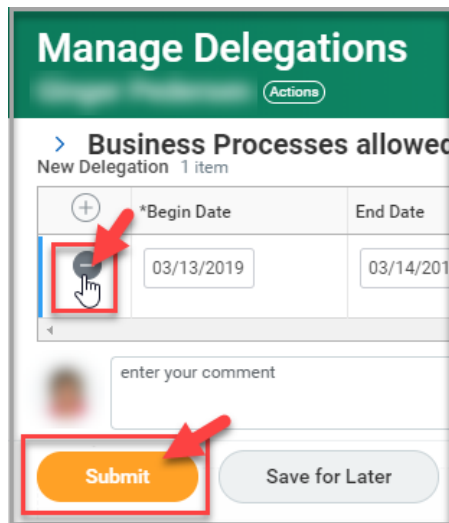 Manage Delegations
Actions
Business Processes allowed
New Delegation 1 item
*Begin Date End Date
03/13/2019 03/14/201
enter your comment
Submit Save for Later